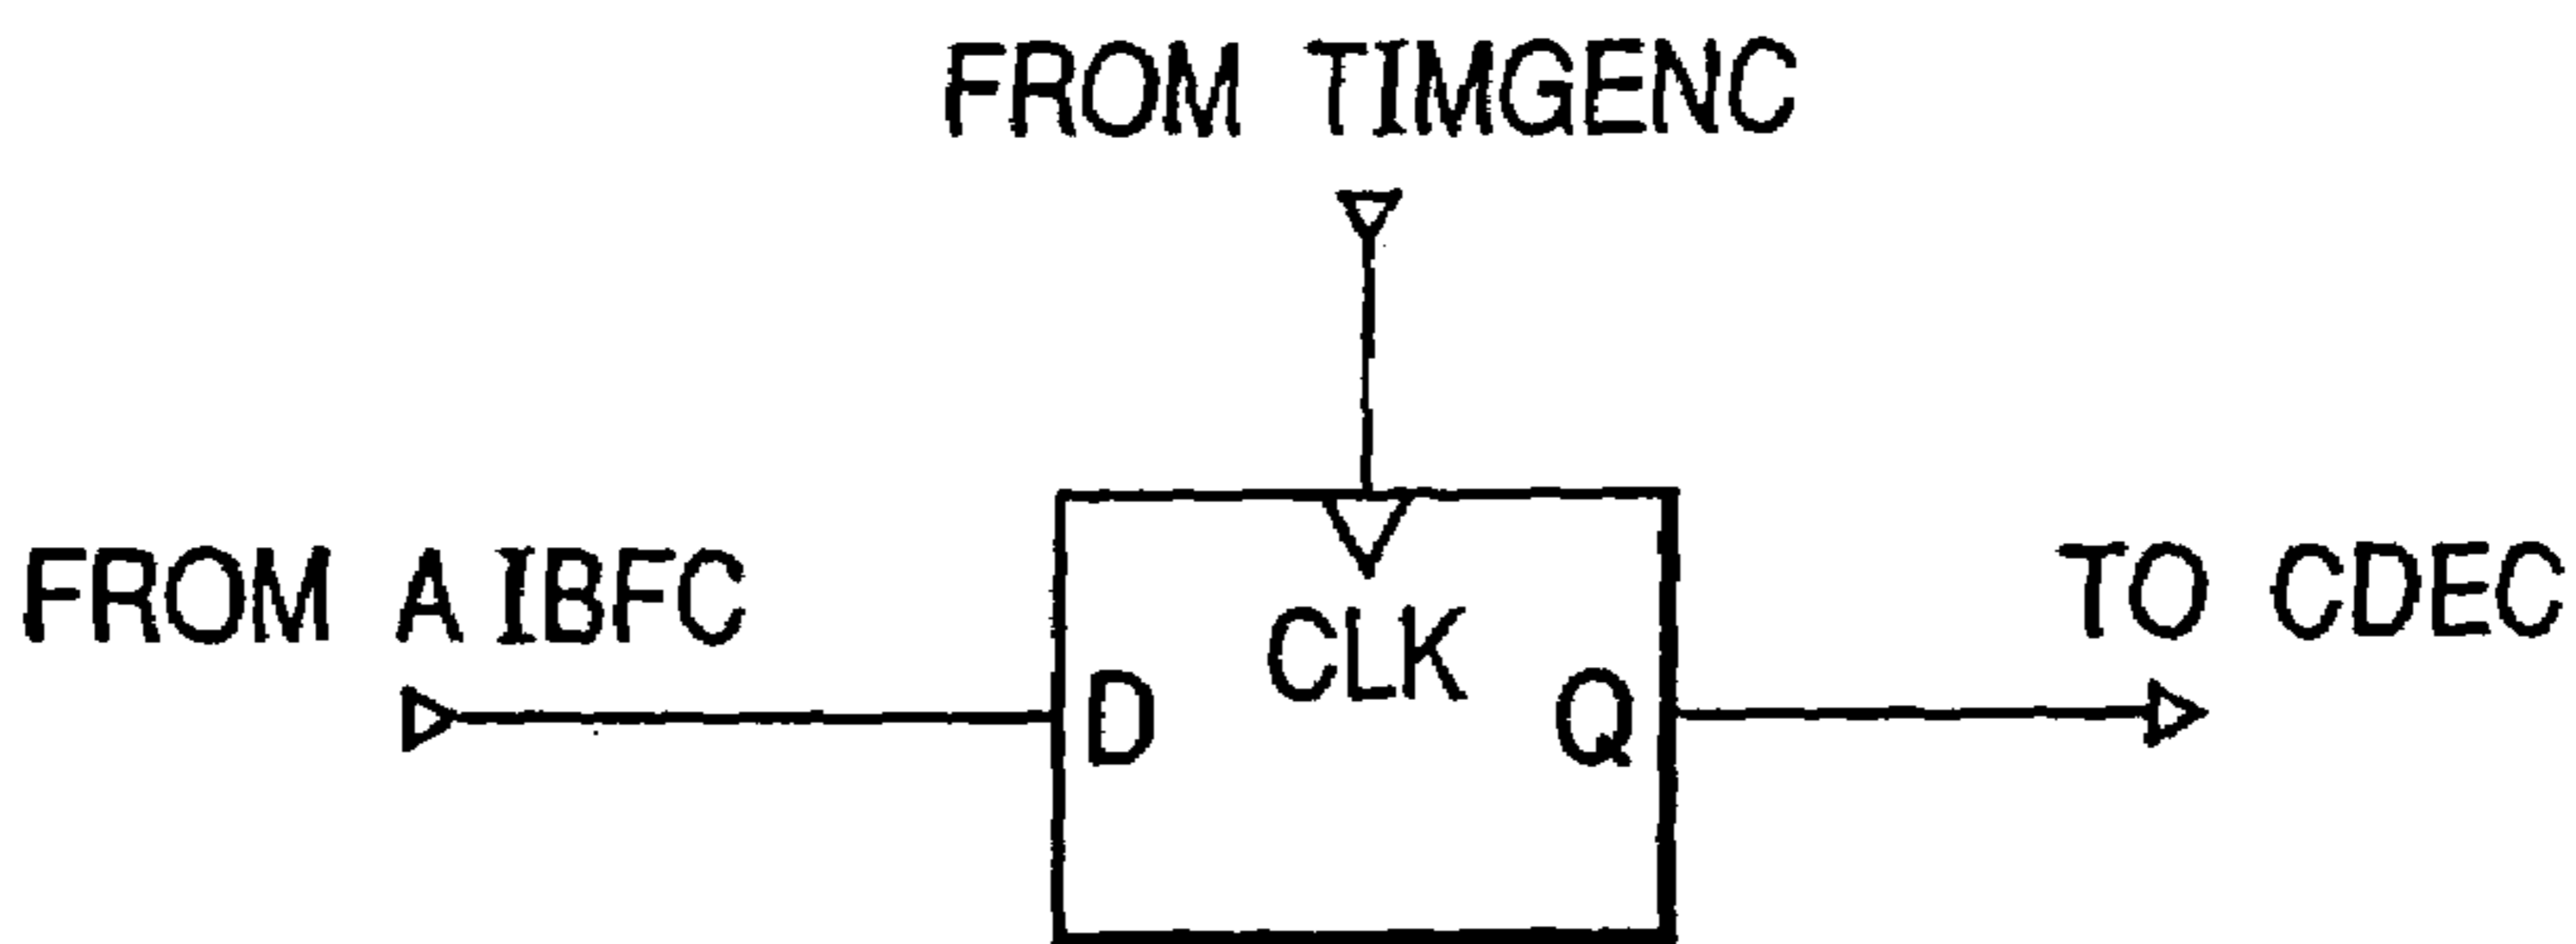 FROM TIMGENC
FROM A IBFC
TO CDEC
CLK
D
Q